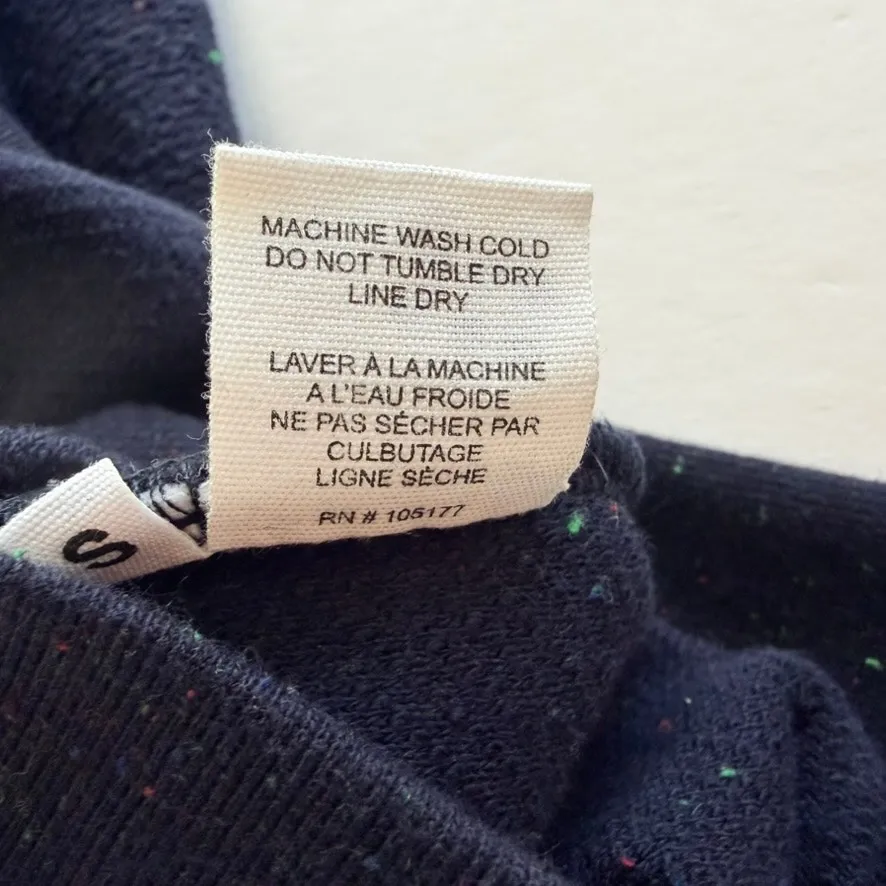 MACHINE WASH COLD
DO NOT TUMBLE DRY
LINE DRY
LAVER À LA MACHINE
A L'EAU FROIDE
NE PAS SÉCHER PAR
CULBUTAGE
LIGNE SÈCHE
RN # 105177
S